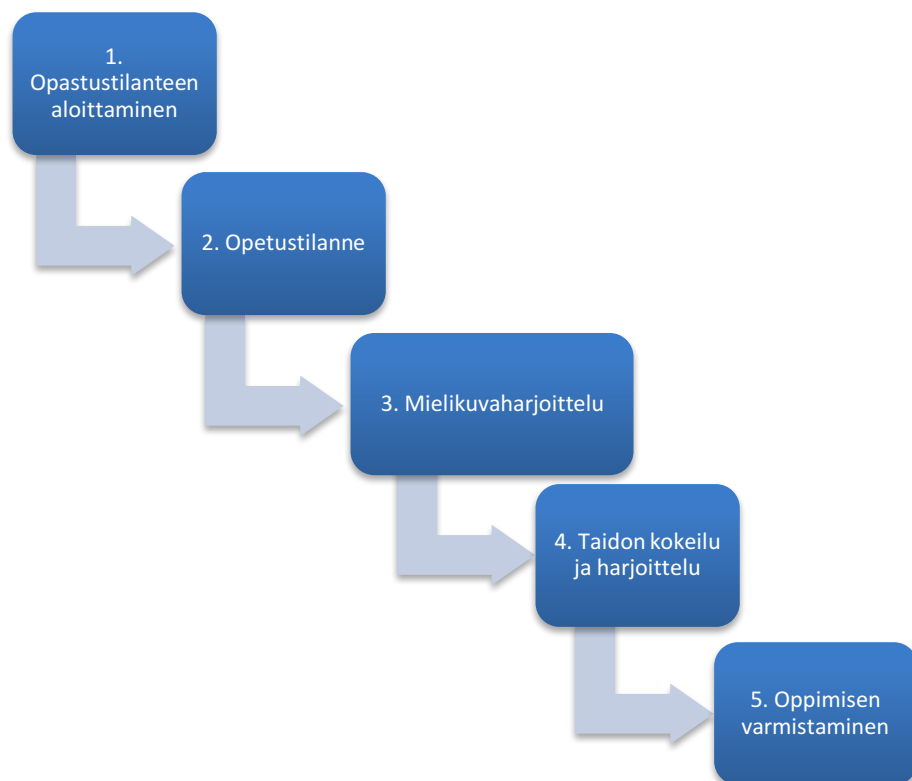 1.
Opastustilanteen
aloittaminen
2. Opetustilanne
3. Mielikuvaharjoittelu
4. Taidon kokeilu
ja harjoittelu
5. Oppimisen
varmistaminen